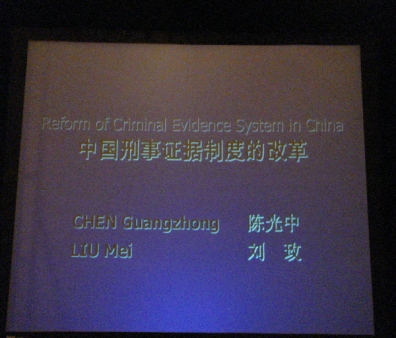 Reform of Criminal Evidence System in China
中国刑事证据制度的改革
CHEN Guangzhong 陈光中
LIU Mei 刘 玫